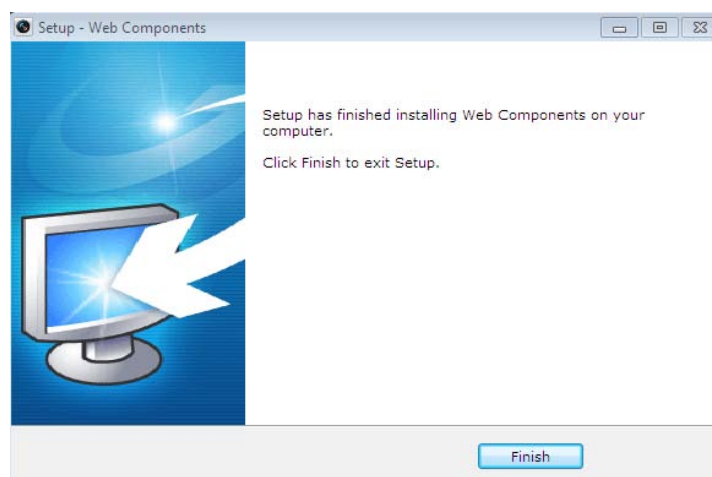 Setup - Web Components
Setup has finished installing Web Components on your
computer.
Click Finish to exit Setup.
Finish